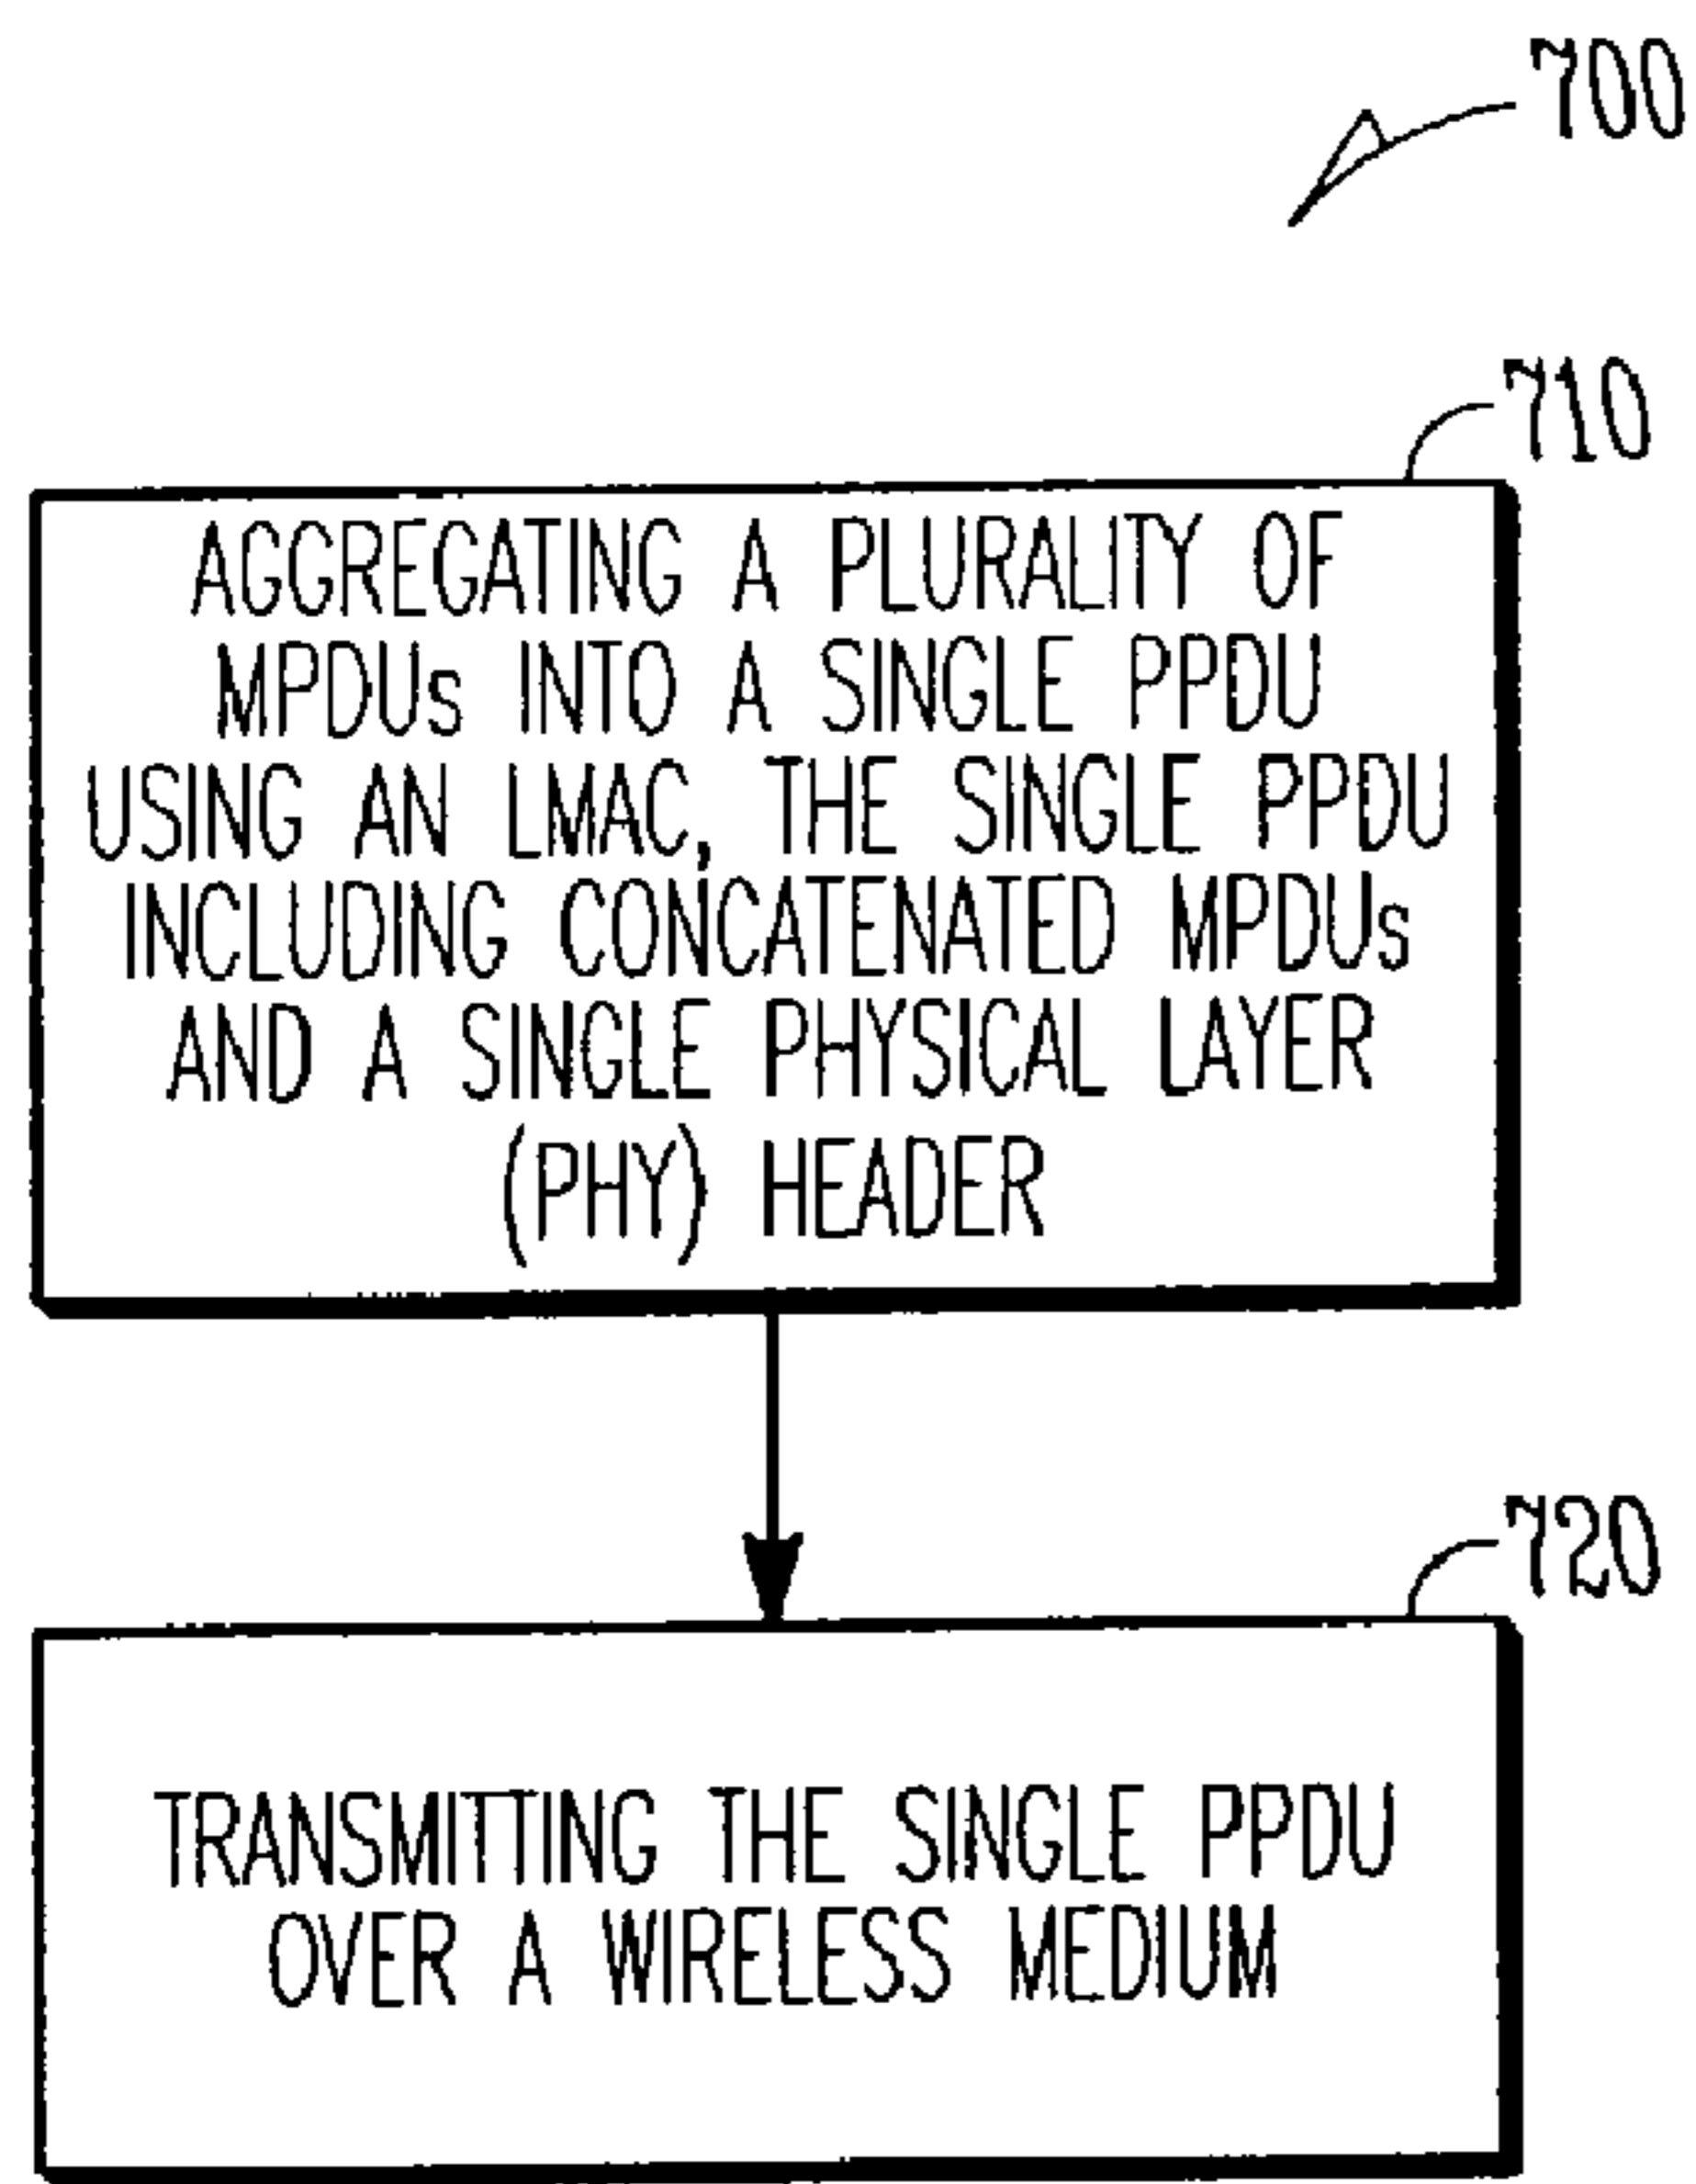 700
710
AGGREGATING A PLURALITY OF
MPDUs INTO A SINGLE PPDU
USING AN LMAC, THE SINGLE PPDU
INCLUDING CONCATENATED MPDUs
AND A SINGLE PHYSICAL LAYER
(PHY) HEADER
720
TRANSMITTING THE SINGLE PPDU
OVER A WIRELESS MEDIUM